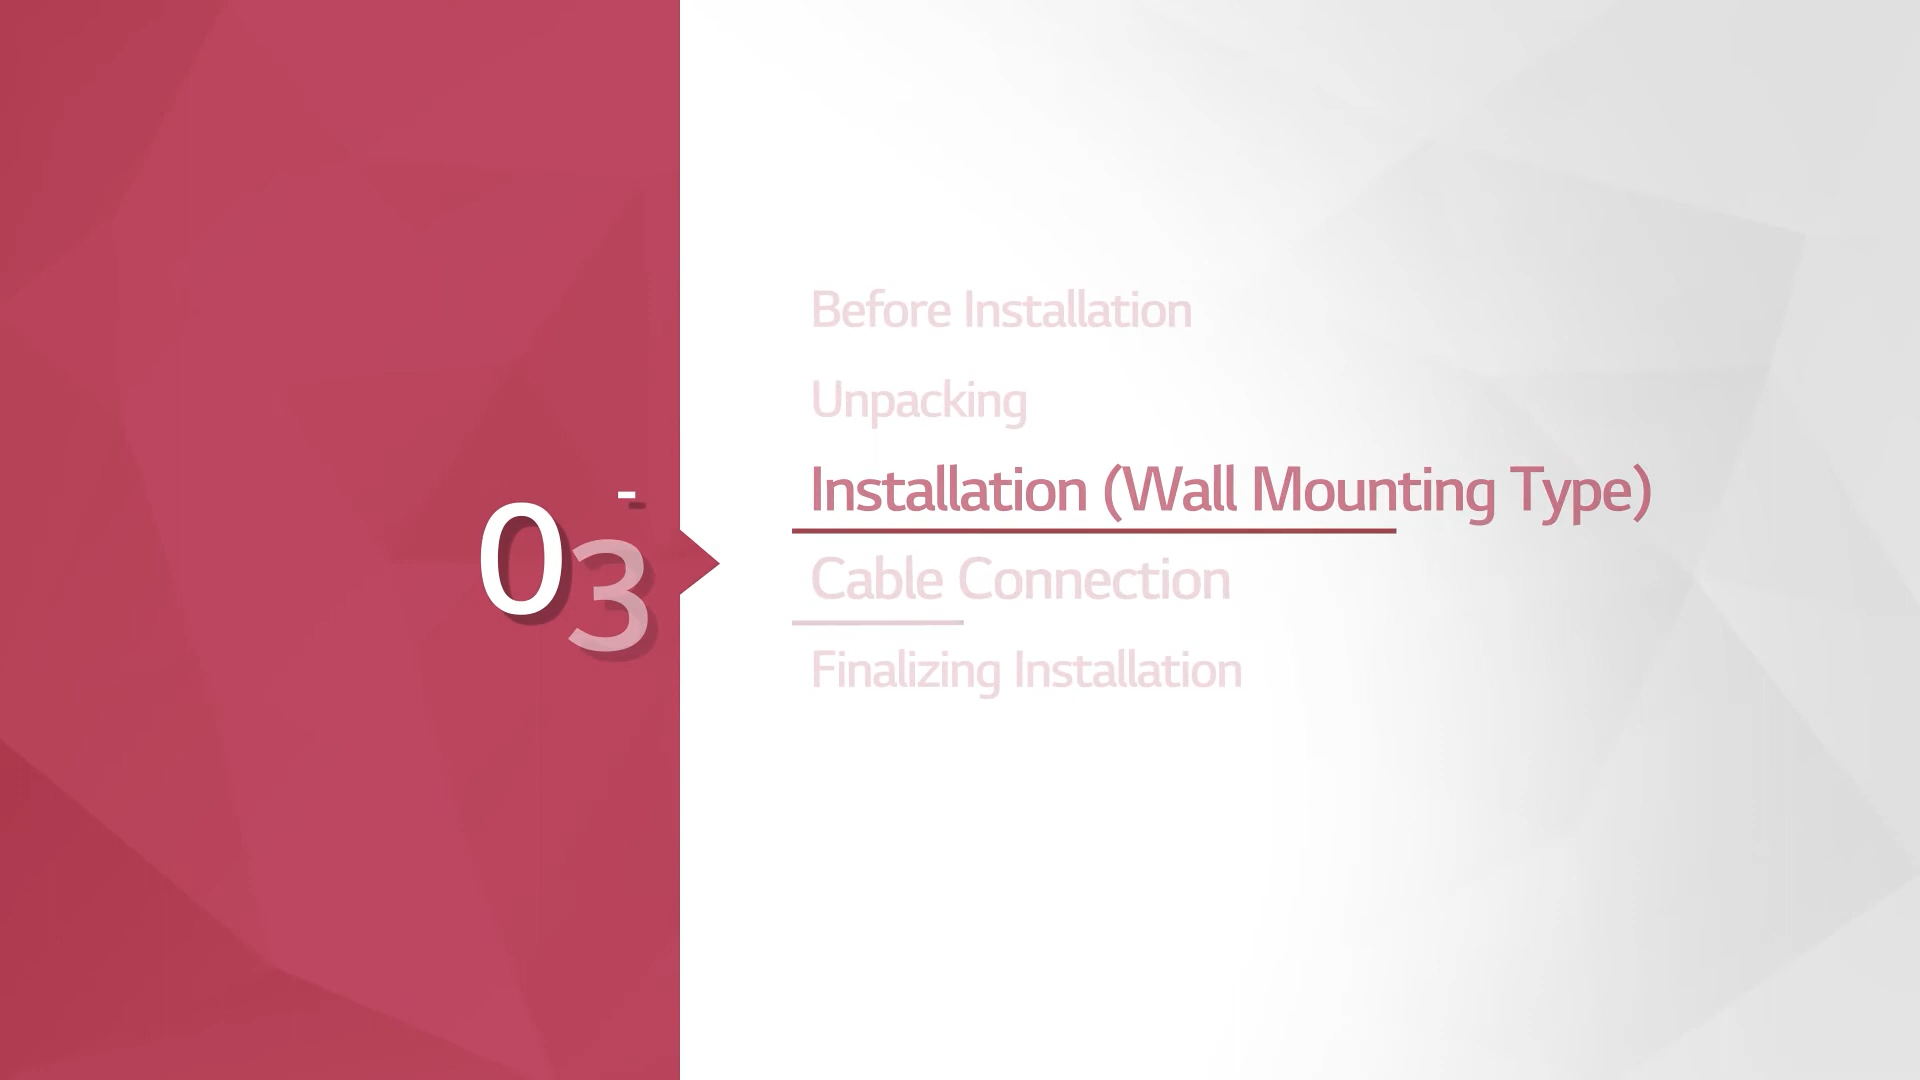 03
Before Installation
Unpacking
Installation (Wall Mounting Type)
Cable Connection
Finalizing Installation